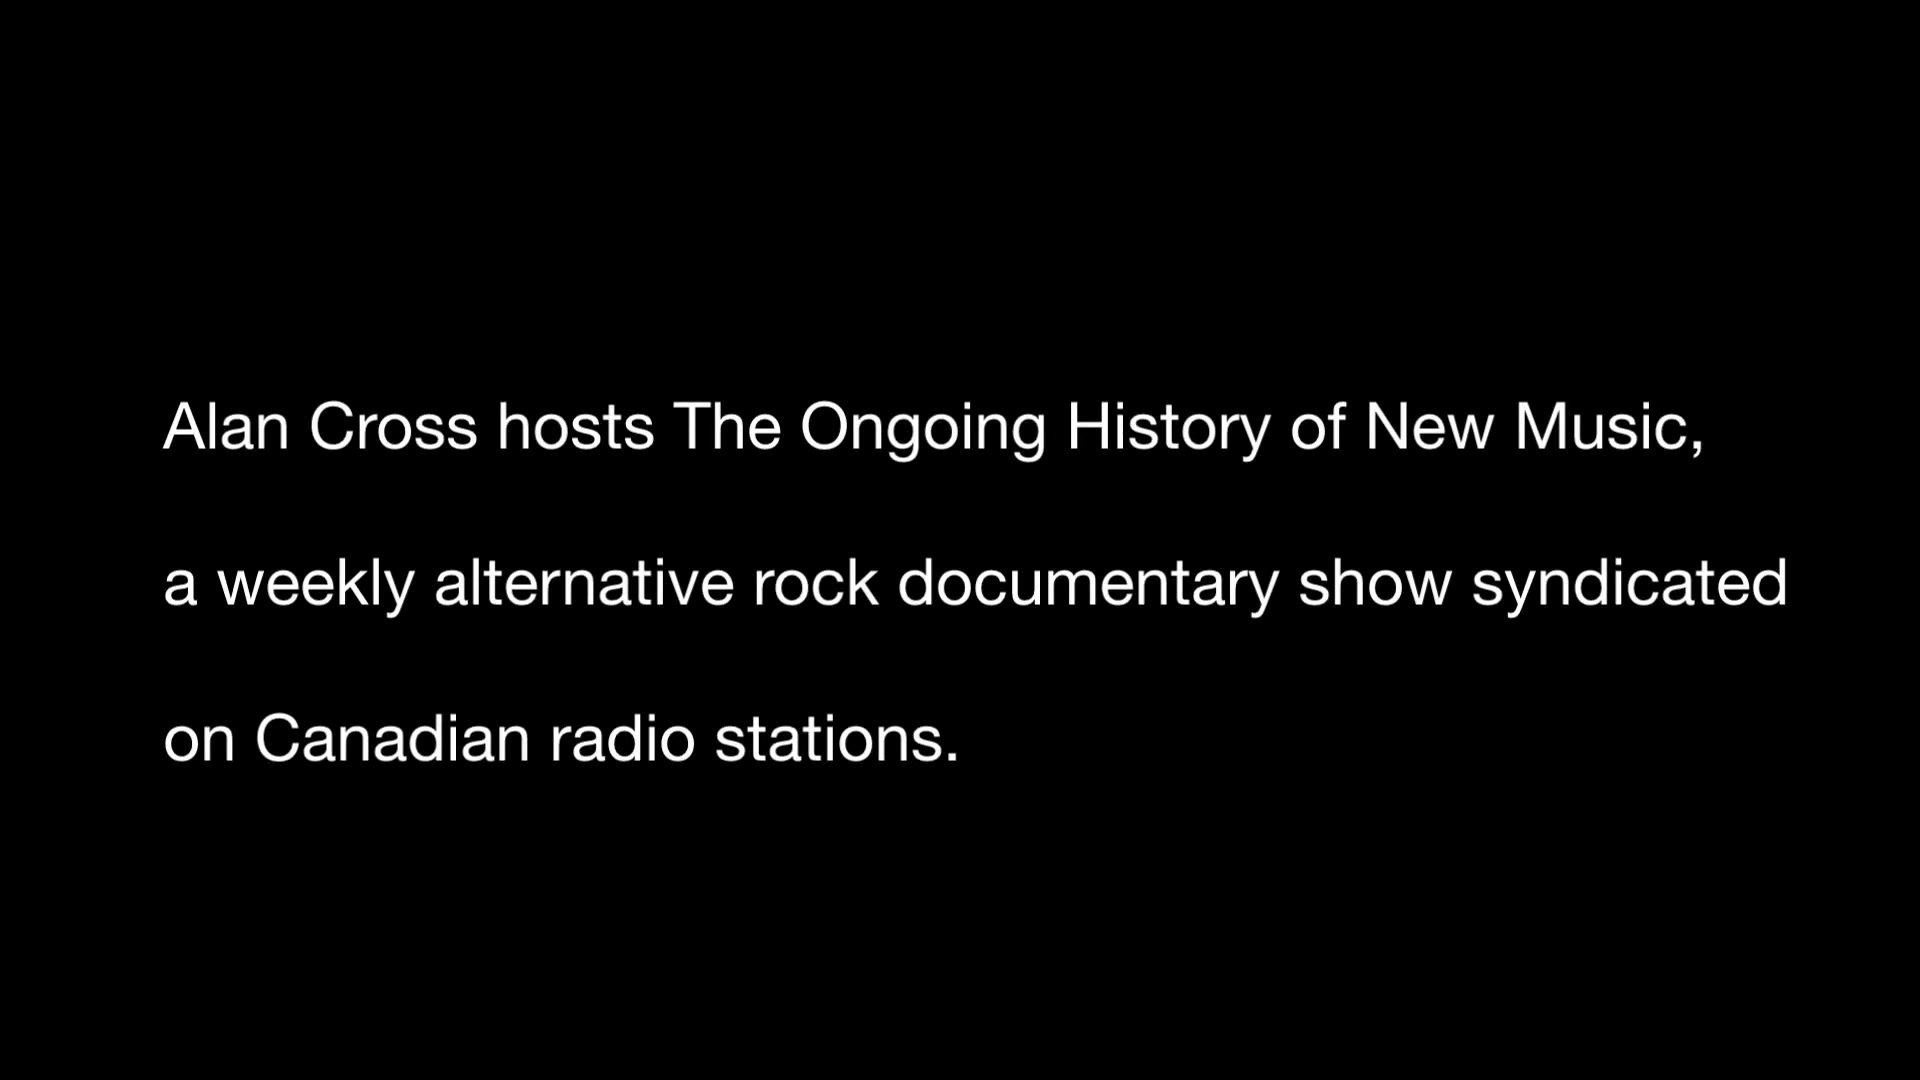 Alan Cross hosts The Ongoing History of New Music,
a weekly alternative rock documentary show syndicated
on Canadian radio stations.